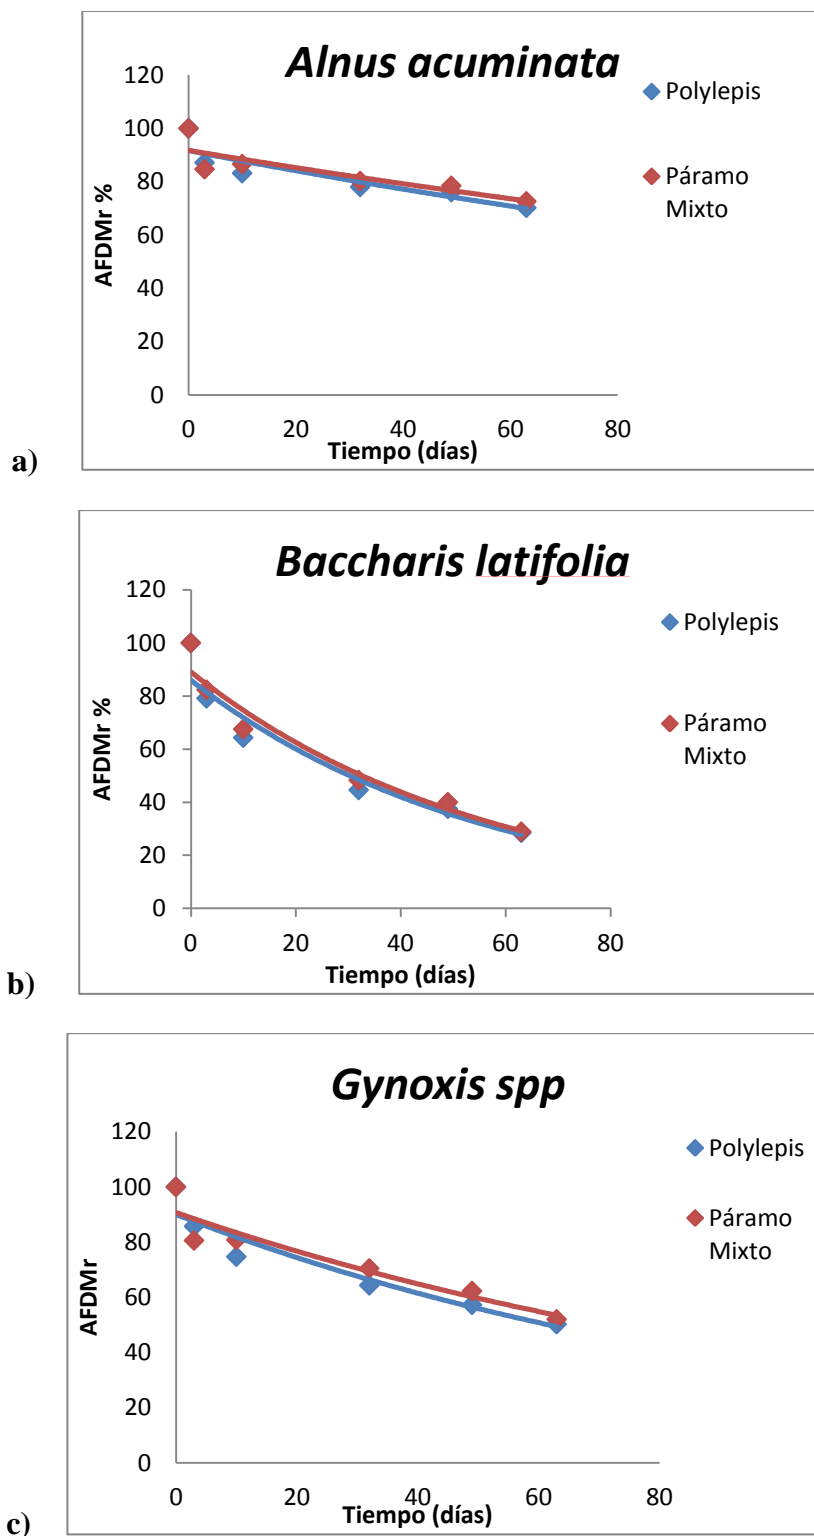 Alnus acuminata
120
100
80
60
40
20
0
AFDMr %
0 20 40 60 80
Tiempo (días)
Polylepis
Páramo
Mixto
a)
Baccharis latifolia
120
100
80
60
40
20
0
AFDMr %
0 20 40 60 80
Tiempo (días)
Polylepis
Páramo
Mixto
b)
Gynoxis spp
120
100
80
60
40
20
0
AFDMr
0 20 40 60 80
Tiempo (días)
Polylepis
Páramo
Mixto
c)